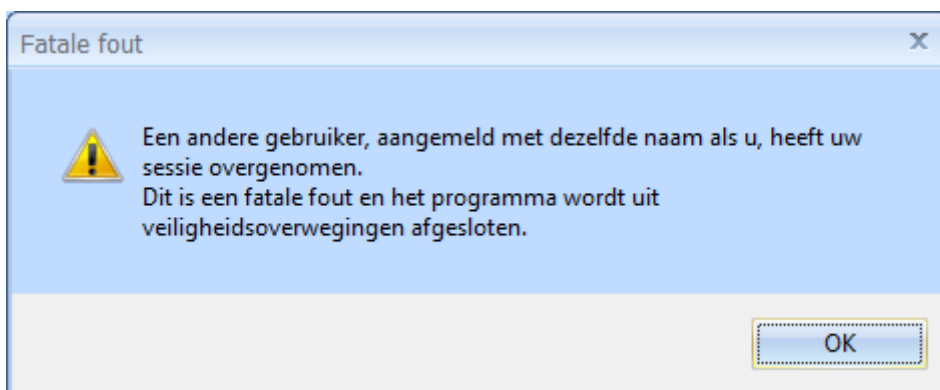 Fatale fout
Een andere gebruiker, aangemeld met dezelfde naam als u, heeft uw
sessie overgenomen.
Dit is een fatale fout en het programma wordt uit
veiligheidsoverwegingen afgesloten.
OK